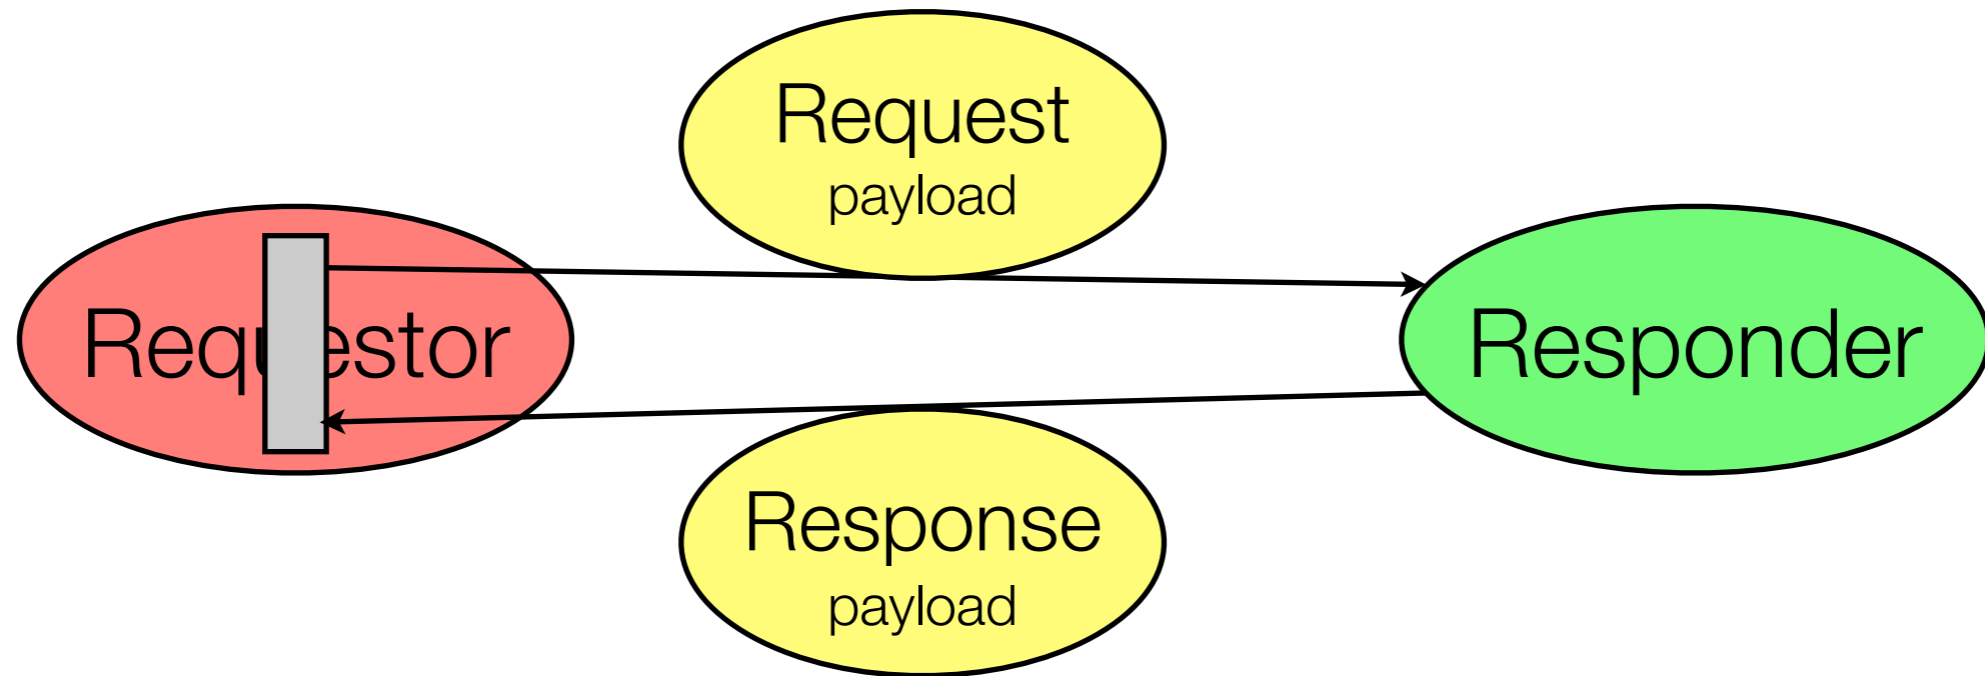 Request
payload
Requestor
Responder
Response
payload